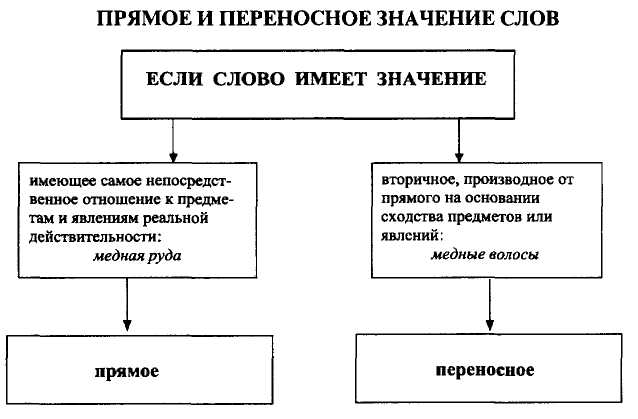 ПРЯМОЕ И ПЕРЕНОСНОЕ ЗНАЧЕНИЕ СЛОВ
ЕСЛИ СЛОВО ИМЕЕТ ЗНАЧЕНИЕ
имеющее самое непосредст-
венное отношение к предме-
там и явлениям реальной
действительности:
медная руда
вторичное, производное от
прямого на основании
сходства предметов или
явлений:
медные волосы
прямое
переносное